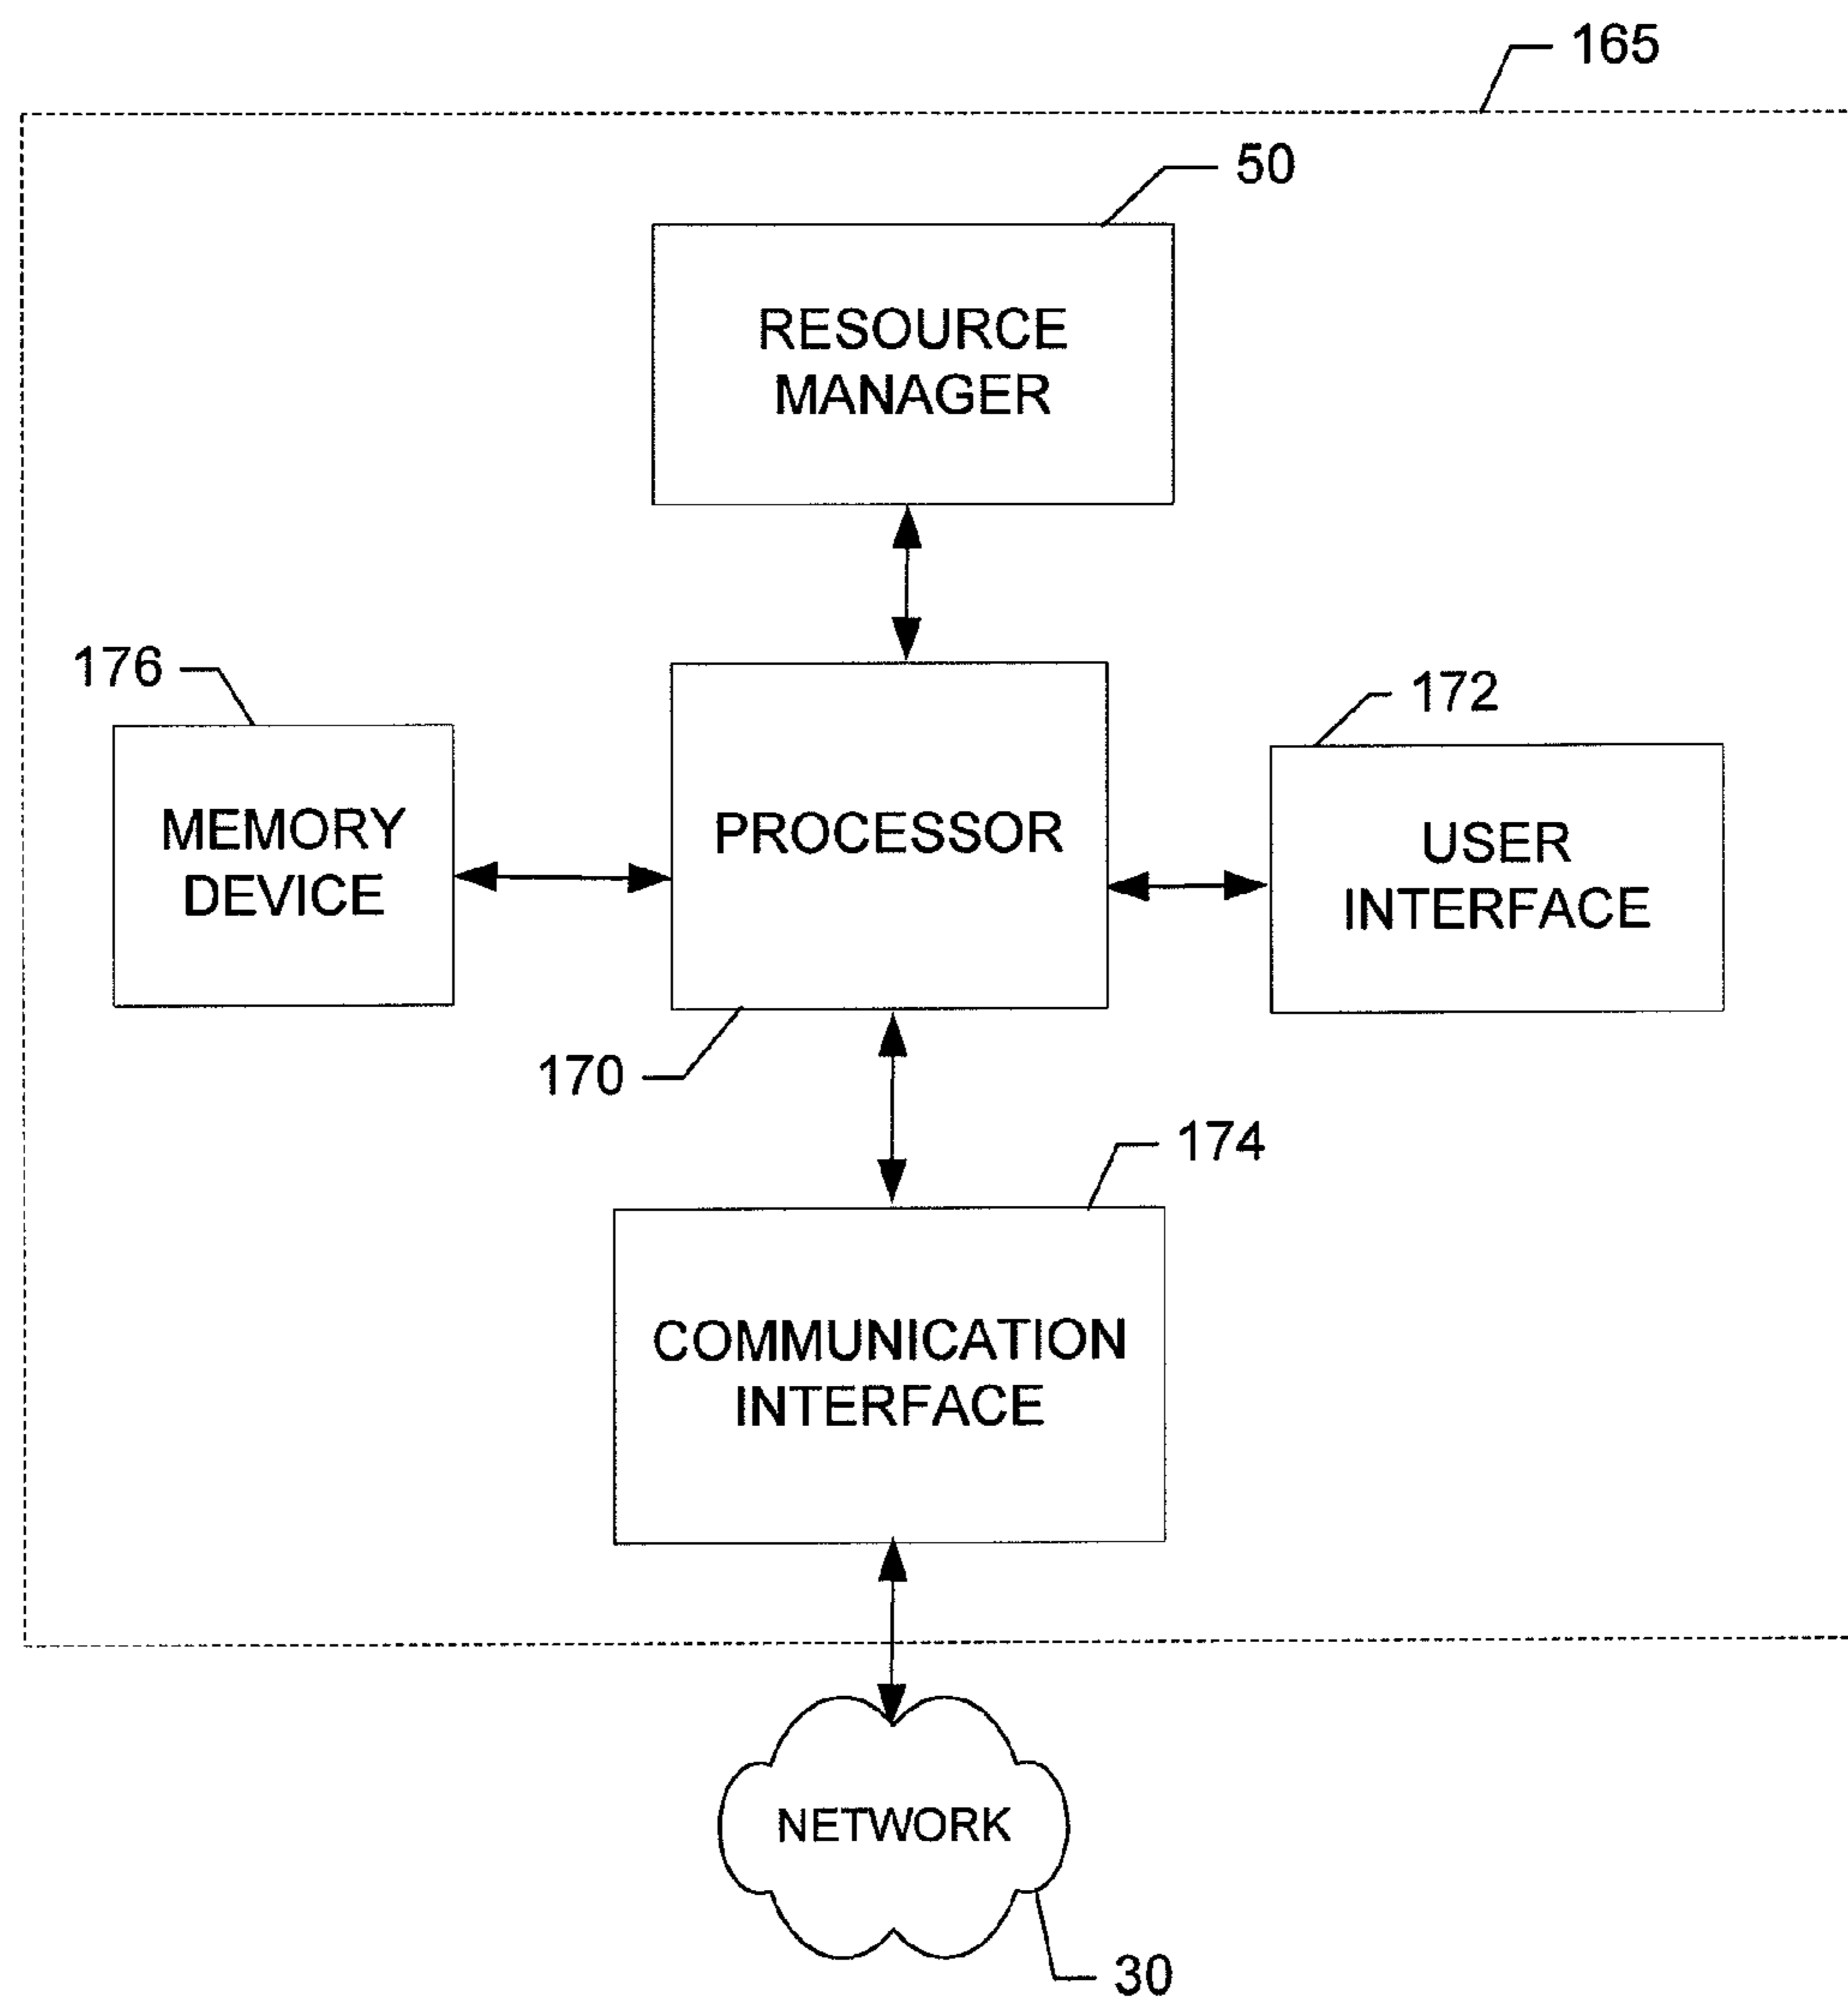 165
50
RESOURCE
MANAGER
176
172
MEMORY
DEVICE
PROCESSOR
USER
INTERFACE
170
174
COMMUNICATION
INTERFACE
NETWORK
30